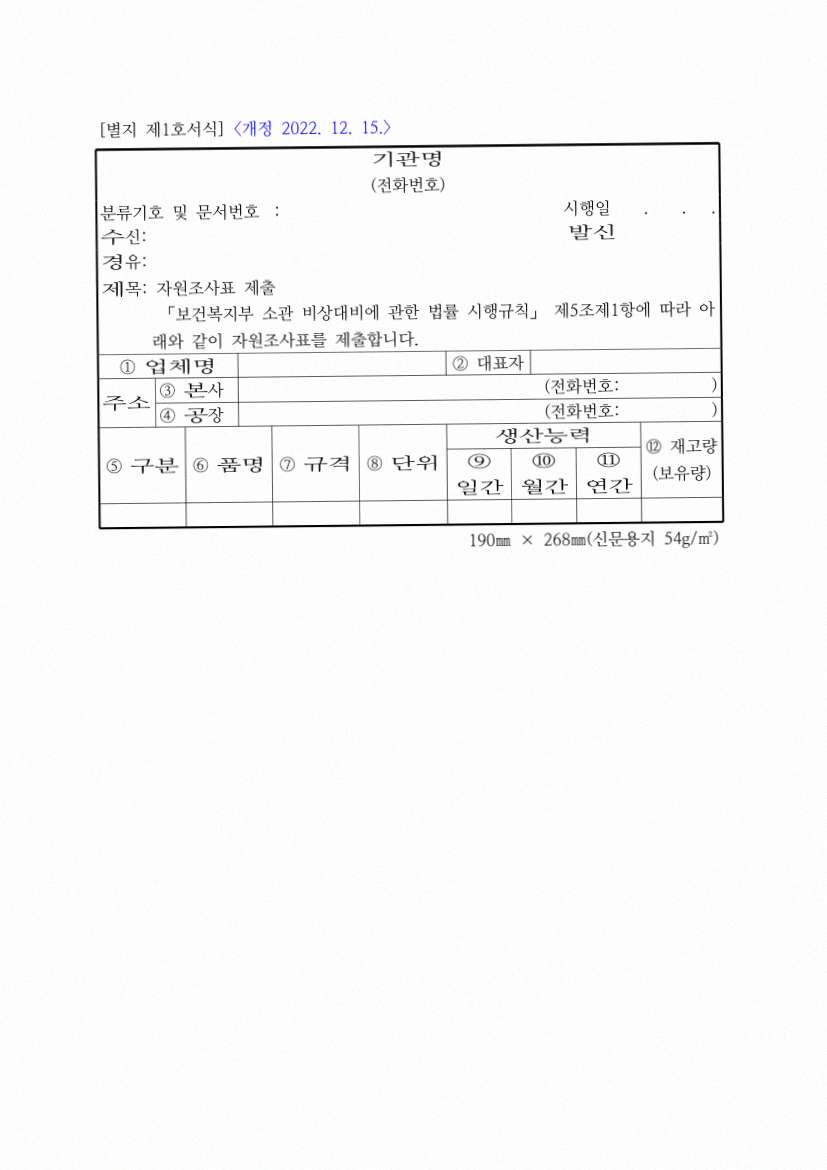 [별지 제1호서식] 〈개정 2022. 12. 15.〉
기관명
(전화번호)
분류기호 및 문서번호 : 시행일 . . .
수신: 발신
경유:
제목: 자원조사표 제출
「보건복지부 소관 비상대비에 관한 법률 시행규칙」 제5조제1항에 따라 아
래와 같이 자원조사표를 제출합니다.
① 업체명 ② 대표자
주소 ③ 본사 (전화번호: )
④ 공장 (전화번호: )
⑤ 구분 ⑥ 품명 ⑦ 규격 ⑧ 단위 생산능력 ⑫ 재고량
(보유량)
⑨ ⑩ ⑪
일간 월간 연간
190㎜ × 268㎜(신문용지 54g/㎡)